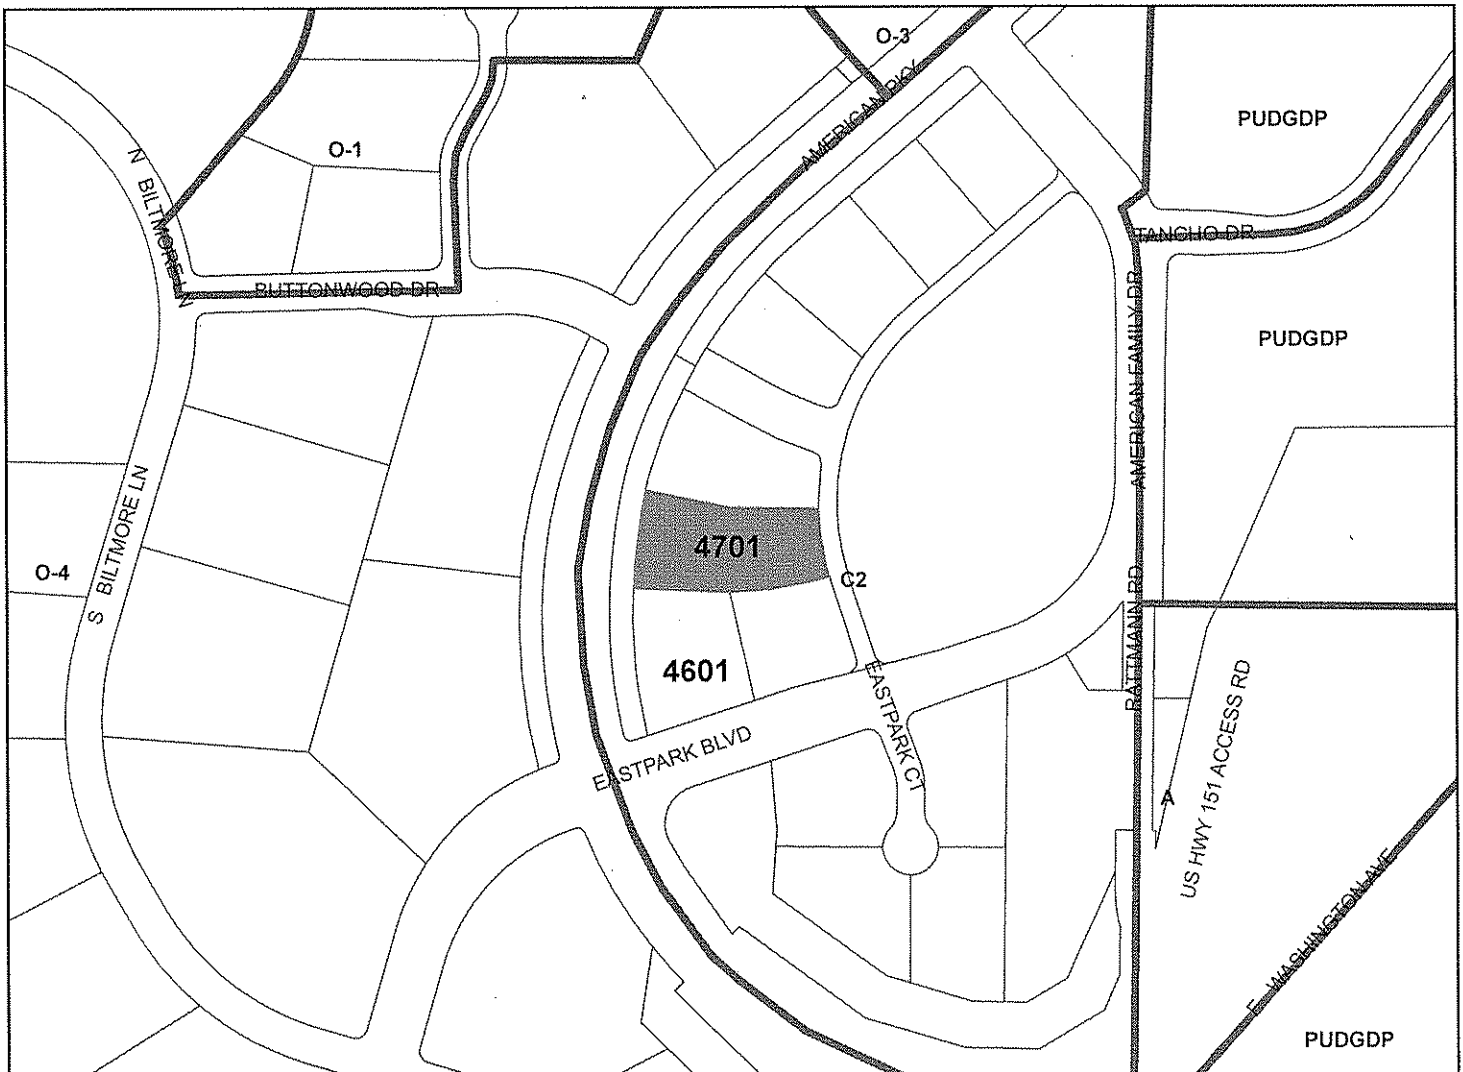 O-3
AMERICAN PKY
PUDGDP
O-1
N BILTMORE LN
TANCHO DR
BUTTONWOOD DR
AMERICAN FAMILY DR
PUDGDP
S BILTMORE LN
4701
O-4
C2
RATTMANN RD
4601
EASTPARK BLVD
EASTPARK CT
US HWY 151 ACCESS RD
A
E WASHINGTON AVE
PUDGDP